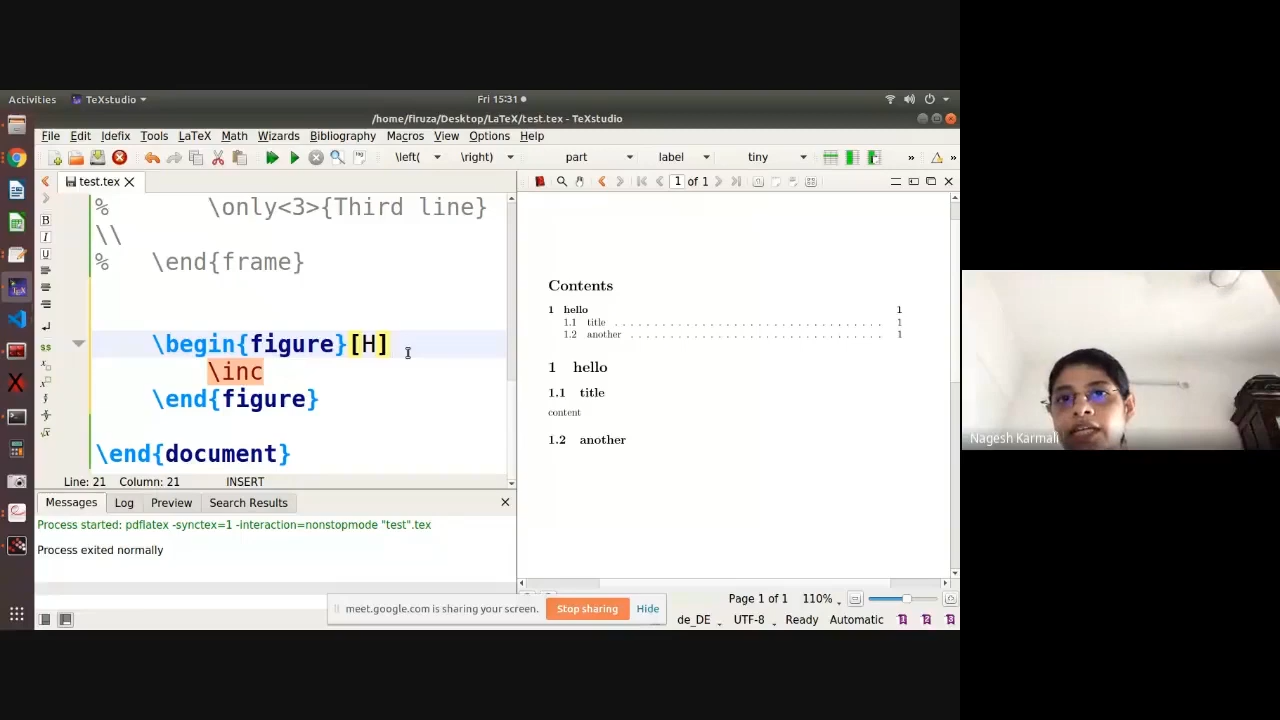 Activities TeXstudio Fri 15:31
/home/firuza/Desktop/LaTeX/test.tex - TeXstudio
File Edit Idefix Tools LaTeX Math Wizards Bibliography Macros View Options Help
\left( \right) part label tiny » »
test.tex
1 of 1
% \only<3>{Third line}
\\
% \end{frame}
\begin{figure}[H]
\inc
\end{figure}
\end{document}
Line: 21 Column: 21 INSERT
Messages Log Preview Search Results
Process started: pdflatex -synctex=1 -interaction=nonstopmode "test".tex
Process exited normally
Contents
1 hello 1
1.1 title . . . . . . . . . . . . . . . . . . . . . . . . . . . . . . . . . . . . . . . . 1
1.2 another . . . . . . . . . . . . . . . . . . . . . . . . . . . . . . . . . . . . . 1
1 hello
1.1 title
content
1.2 another
Page 1 of 1 110%
meet.google.com is sharing your screen. Stop sharing Hide
de_DE UTF-8 Ready Automatic
Nagesh Karmali